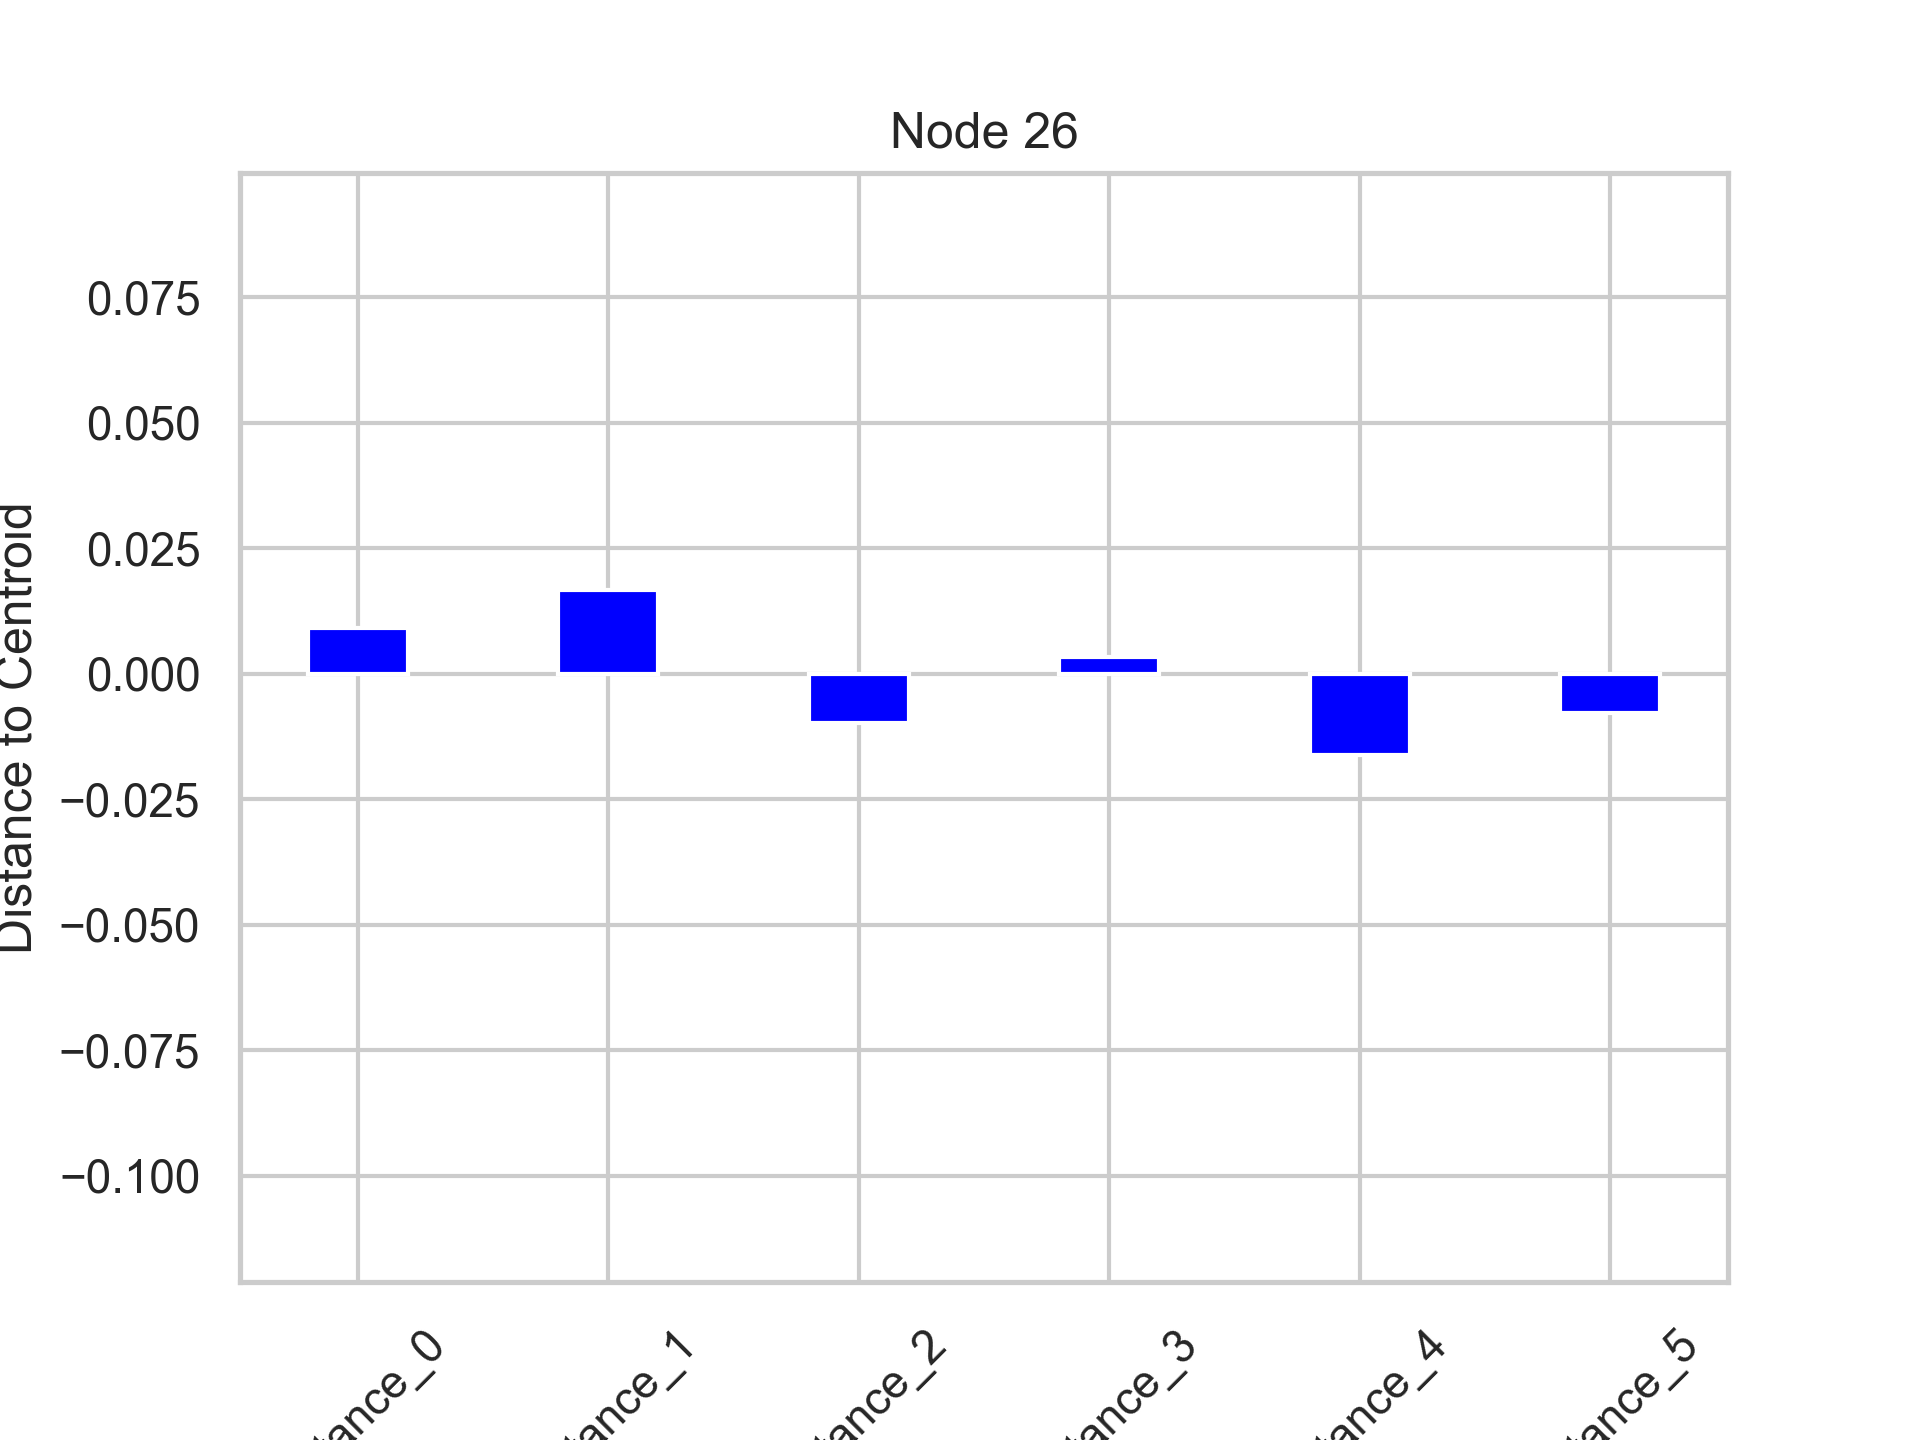 Node 26
0.075
0.050
0.025
0.000
−0.025
−0.050
−0.075
−0.100
Distance to Centroid
tance_0
tance_1
tance_2
tance_3
tance_4
tance_5